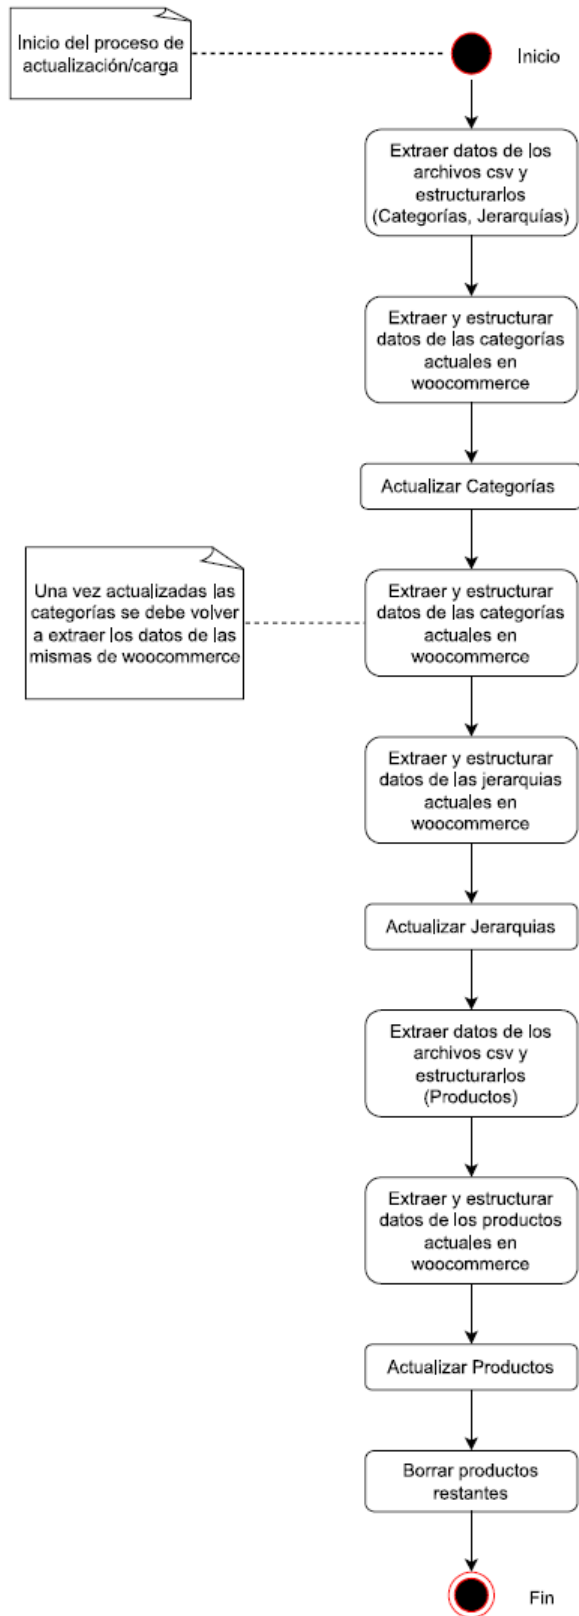 Inicio del proceso de
actualización/carga
Inicio
Extraer datos de los
archivos csv y
estructurarlos
(Categorías, Jerarquías)
Extraer y estructurar
datos de las categorías
actuales en
woocommerce
Actualizar Categorías
Una vez actualizadas las
categorías se debe volver
a extraer los datos de las
mismas de woocommerce
Extraer y estructurar
datos de las categorías
actuales en
woocommerce
Extraer y estructurar
datos de las jerarquias
actuales en
woocommerce
Actualizar Jerarquias
Extraer datos de los
archivos csv y
estructurarlos
(Productos)
Extraer y estructurar
datos de los productos
actuales en
woocommerce
Actualizar Productos
Borrar productos
restantes
Fin